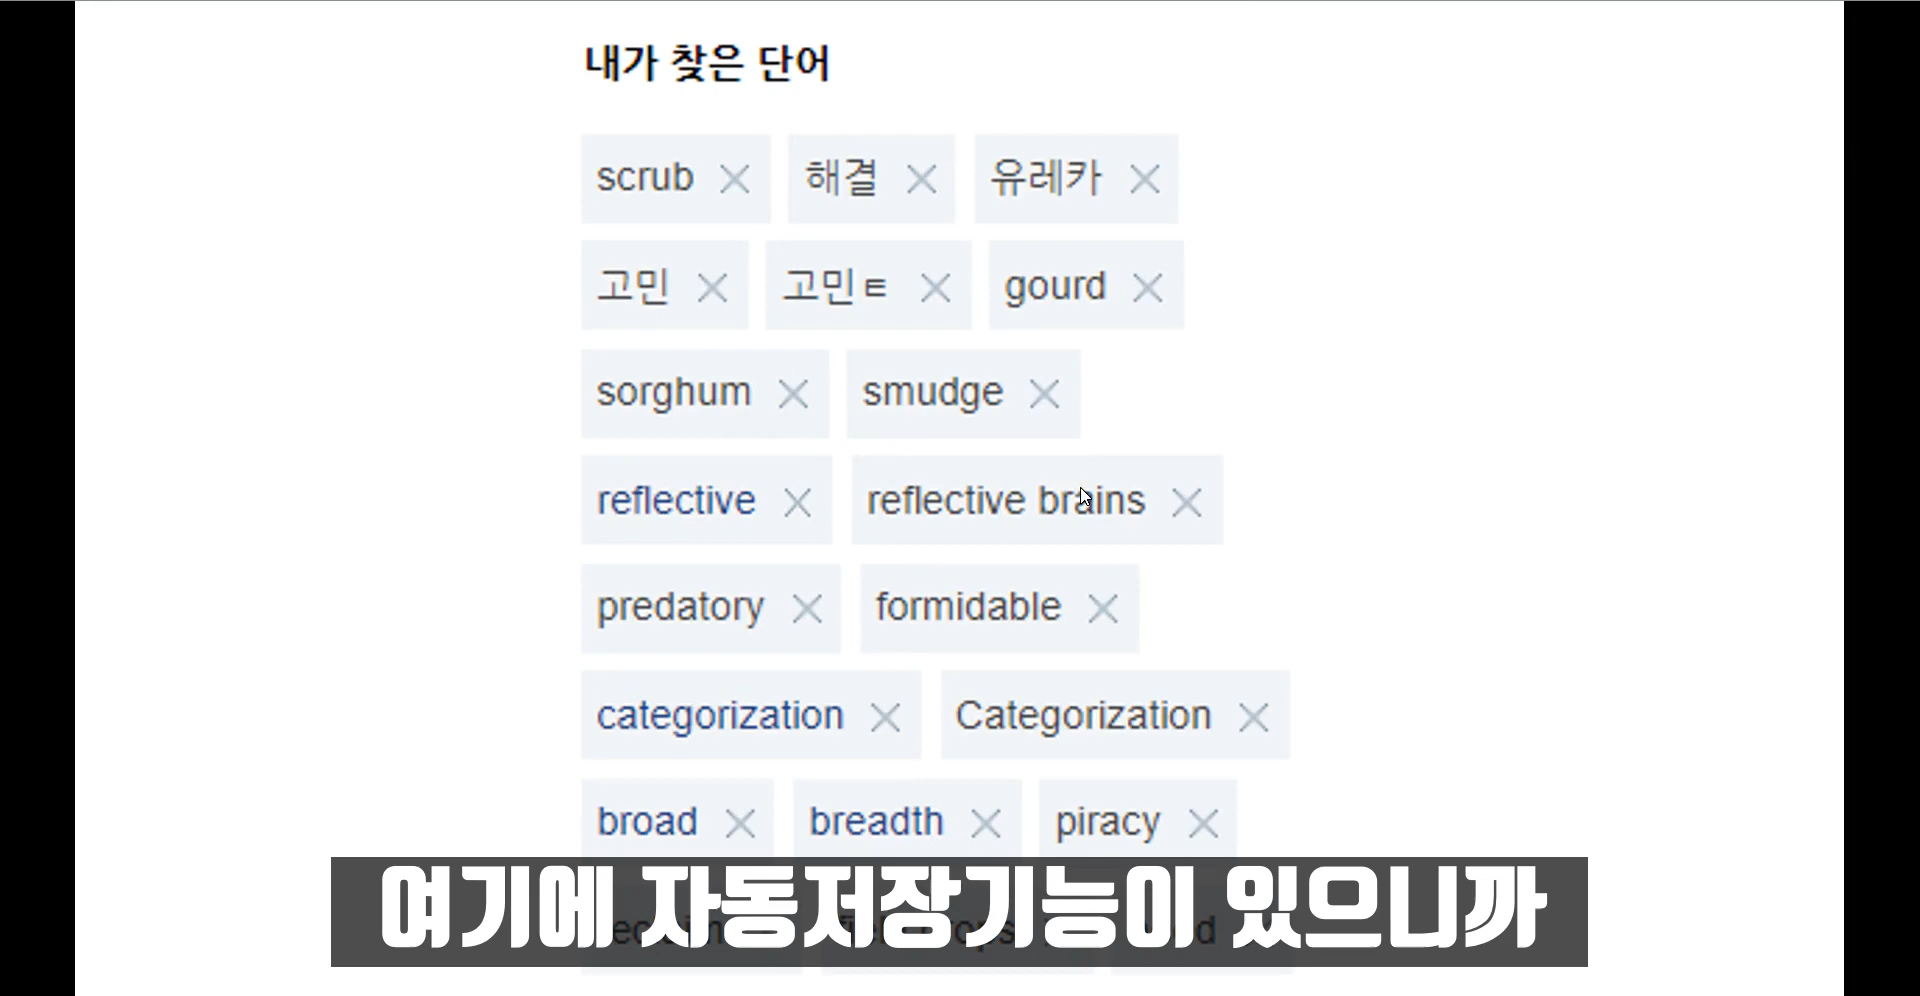 내가 찾은 단어
scrub 해결 유레카
고민 고민ㅌ gourd
sorghum smudge
reflective reflective brains
predatory formidable
categorization Categorization
broad breadth piracy
여기에 자동저장기능이 있으니까